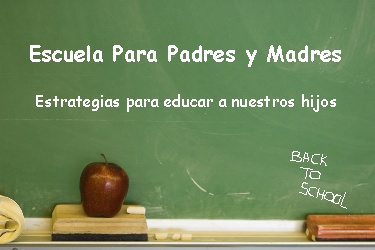 Escuela Para Padres y Madres
Estrategias para educar a nuestros hijos
BACK
TO
SCHOOL